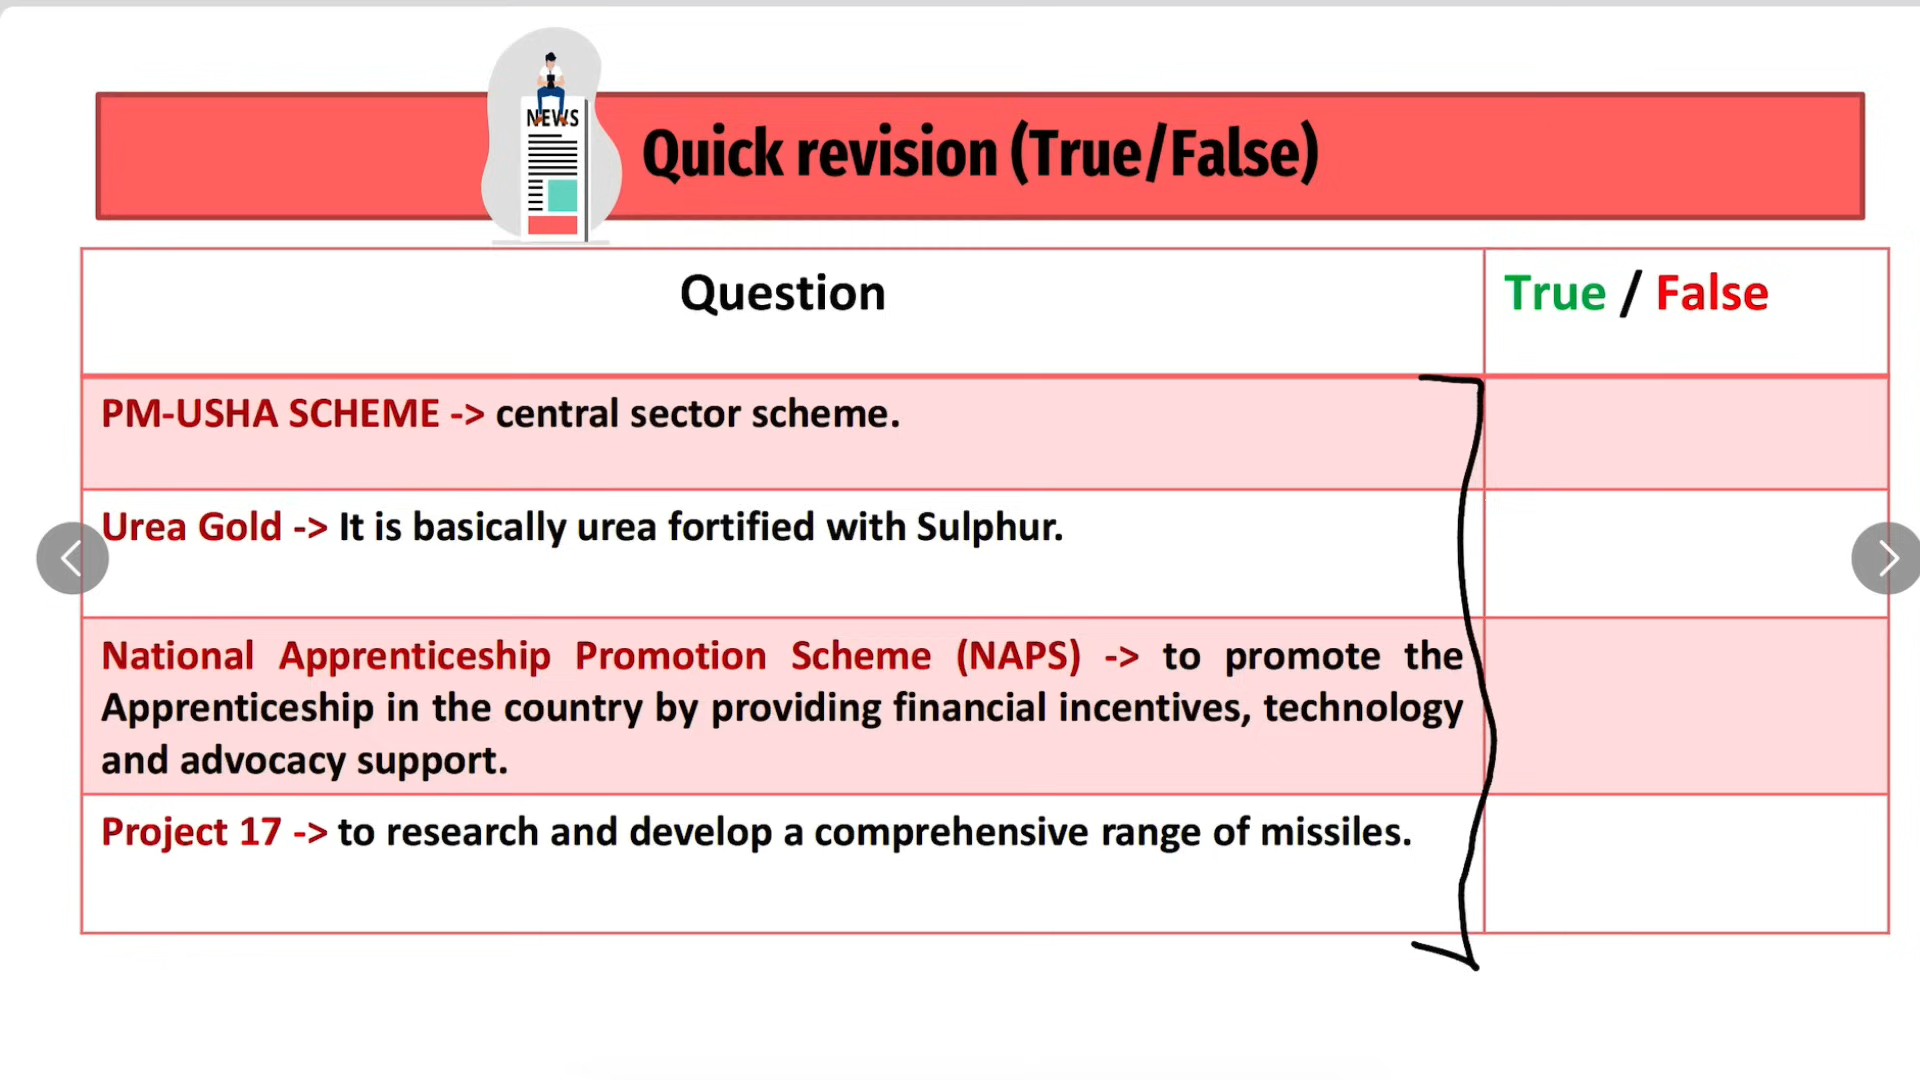 NEWS
Quick revision (True/False)
Question
True / False
PM-USHA SCHEME -> central sector scheme.
Urea Gold -> It is basically urea fortified with Sulphur.
National Apprenticeship Promotion Scheme (NAPS) -> to promote the
Apprenticeship in the country by providing financial incentives, technology
and advocacy support.
Project 17 -> to research and develop a comprehensive range of missiles.